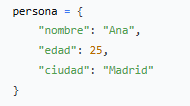 persona = {
    "nombre": "Ana",
    "edad": 25,
    "ciudad": "Madrid"
}